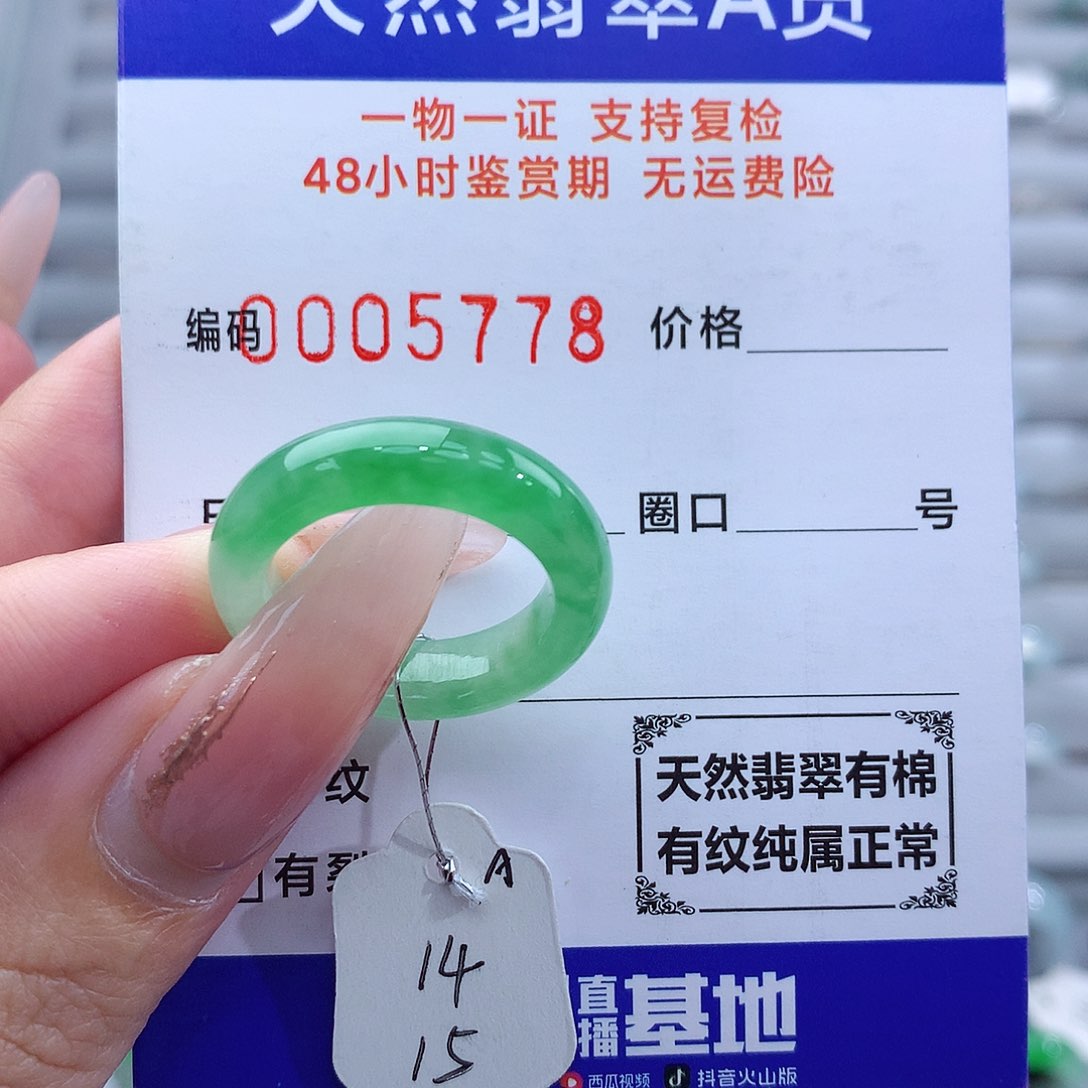 天然翡翠A货
一物一证 支持复检
48小时鉴赏期 无运费险
编码 0005778 价格
圈口 号
纹
天然翡翠有棉
有纹纯属正常
有裂
A
14
15
直播基地
西瓜视频 抖音火山版